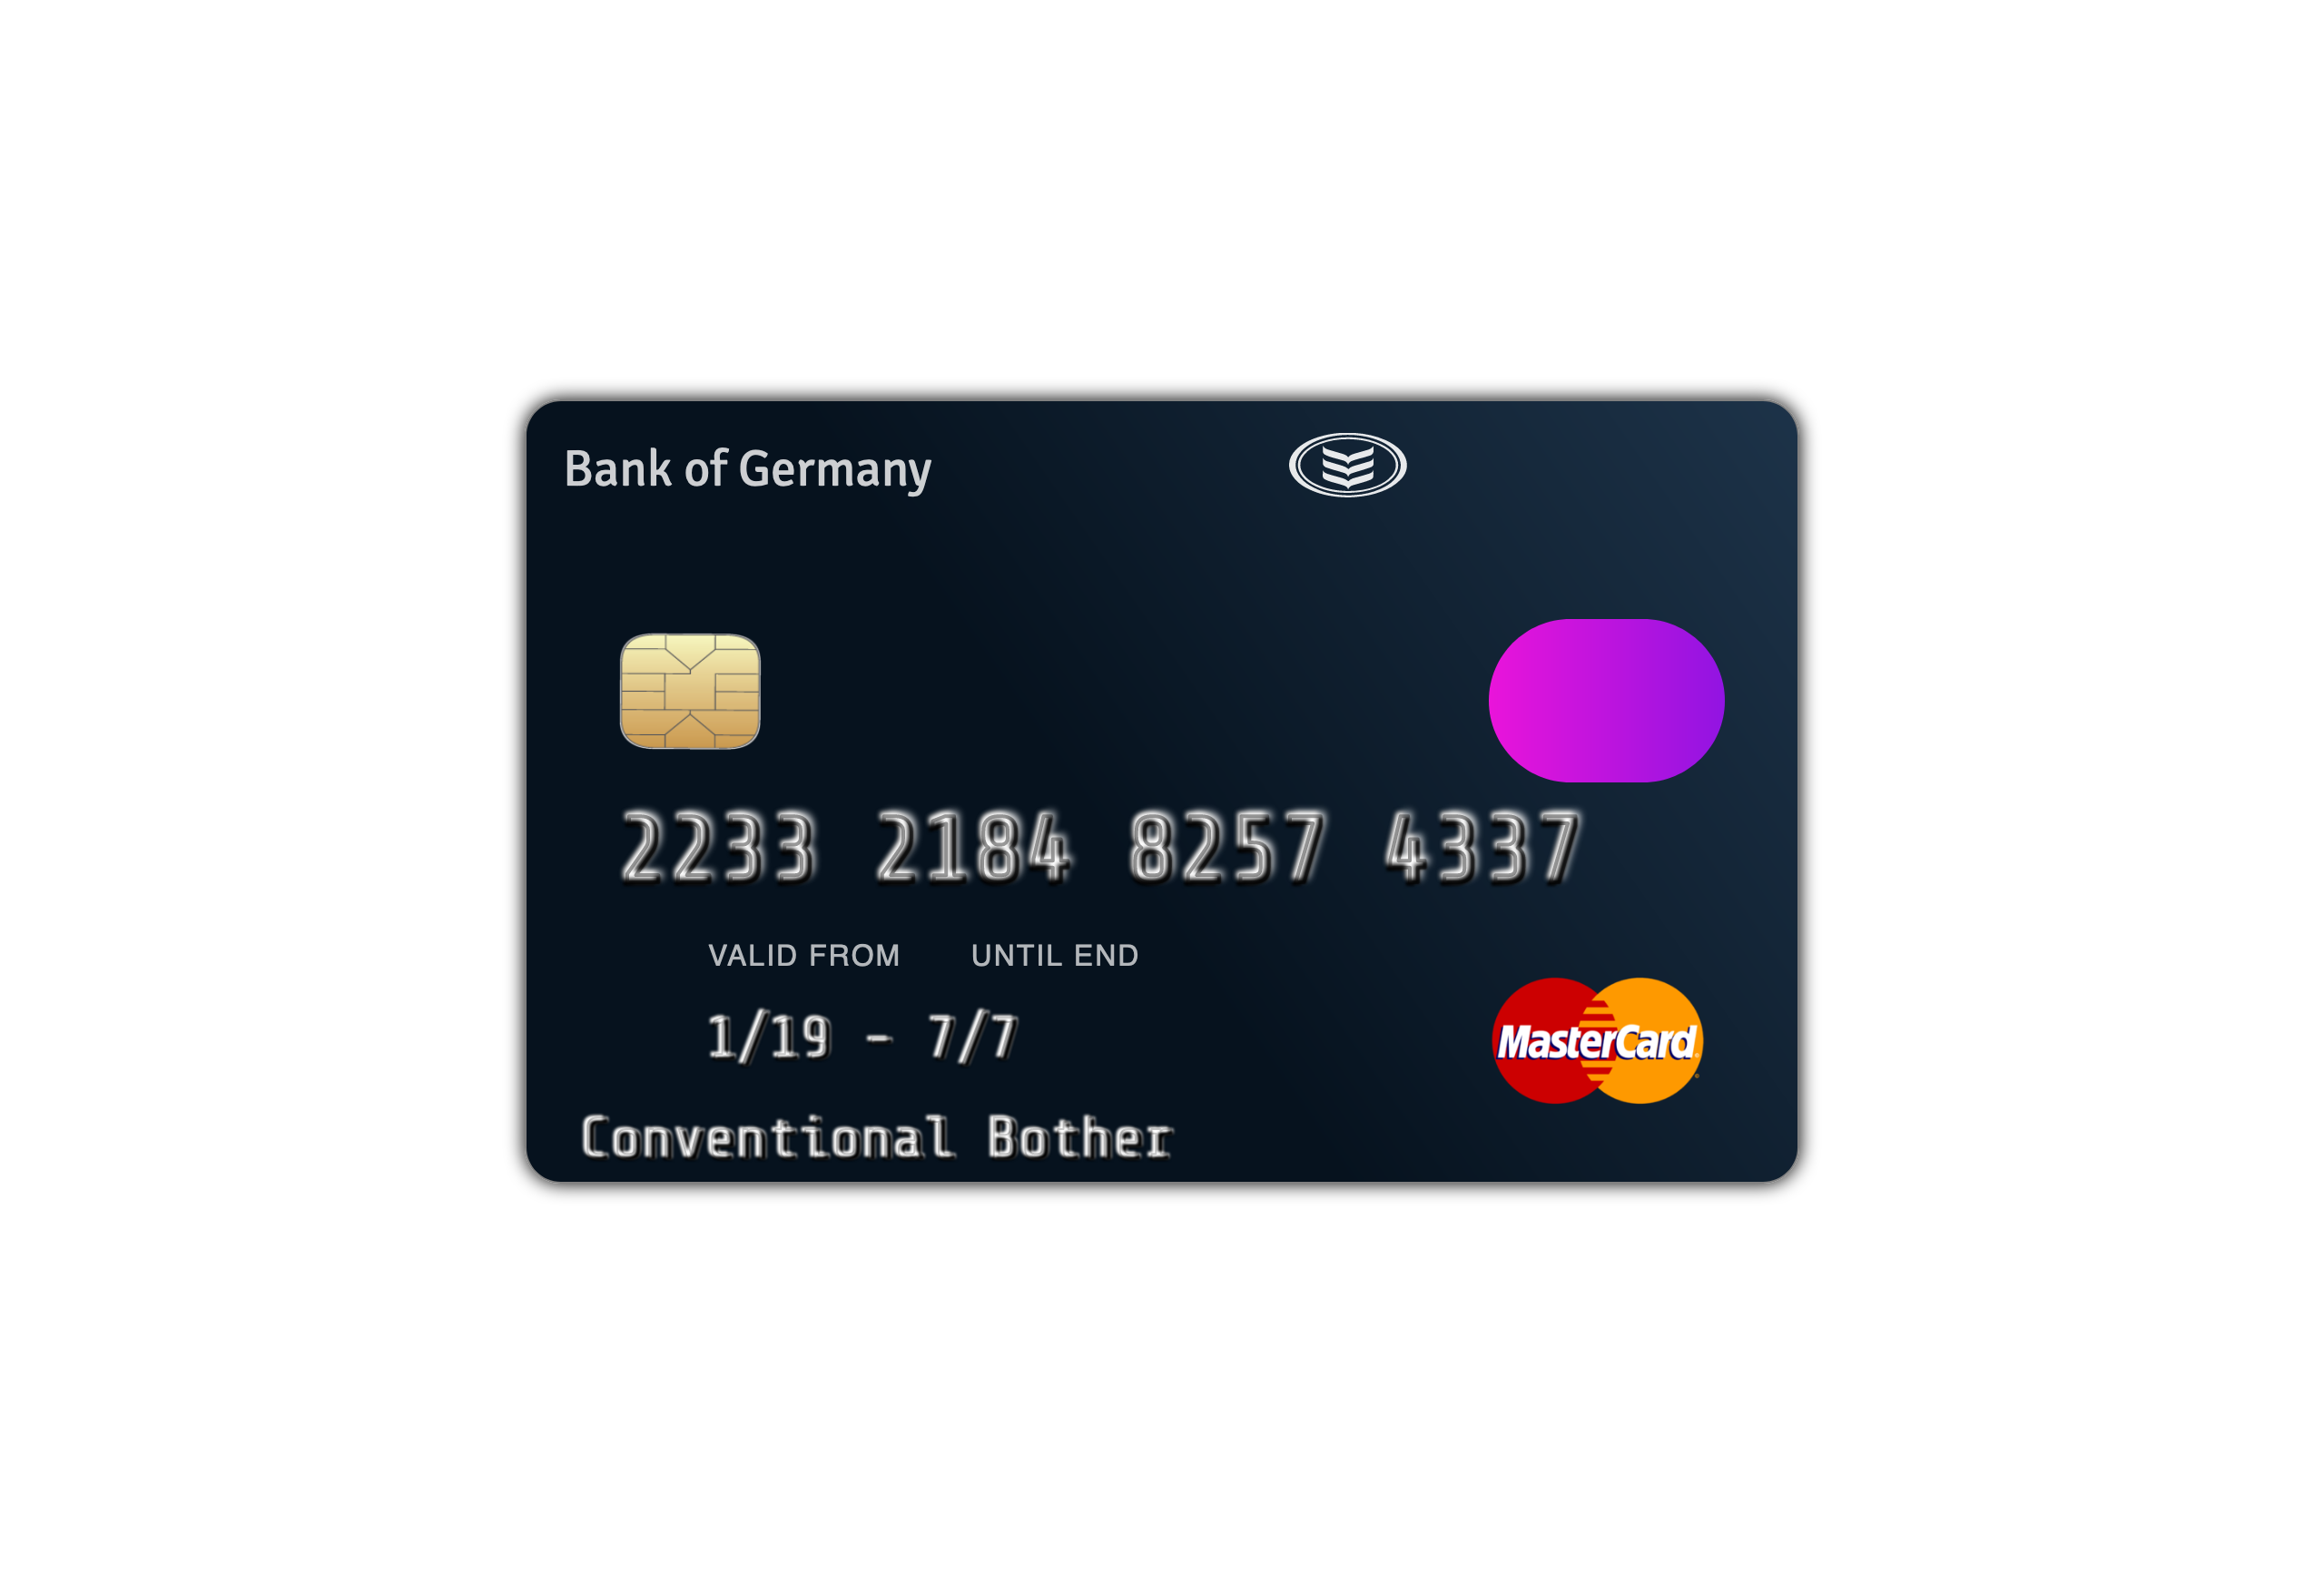 Bank of Germany
2233 2184 8257 4337
VALID FROM UNTIL END
1/19 - 7/7
MasterCard
Conventional Bother